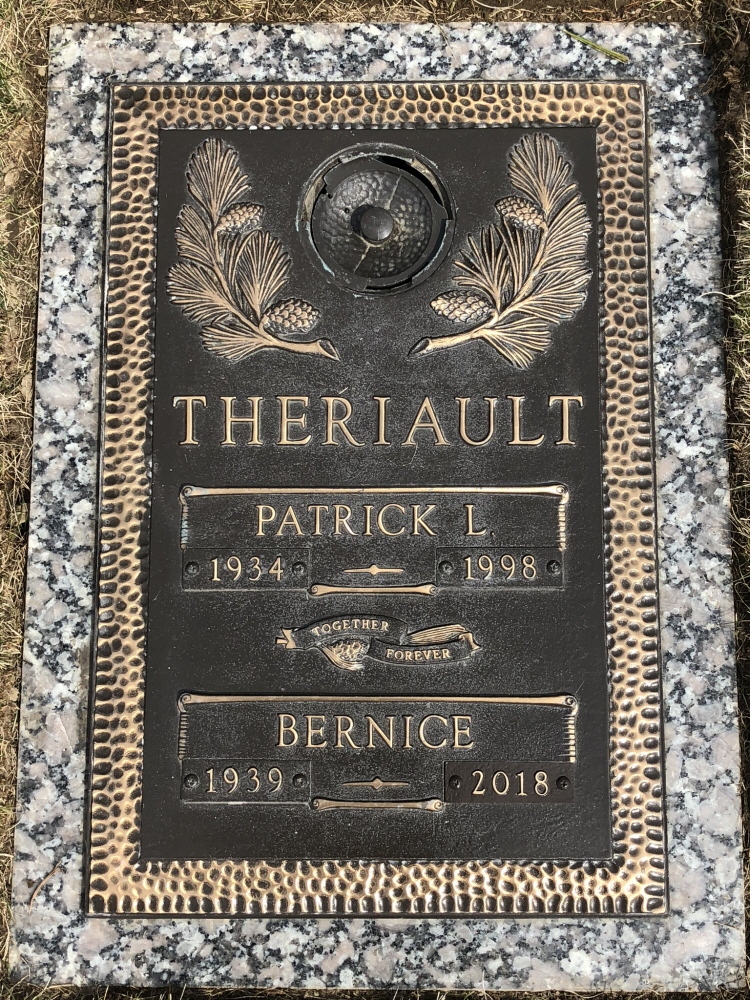 THERIAULT
PATRICK L.
1934 1998
TOGETHER
FOREVER
BERNICE
1939 2018